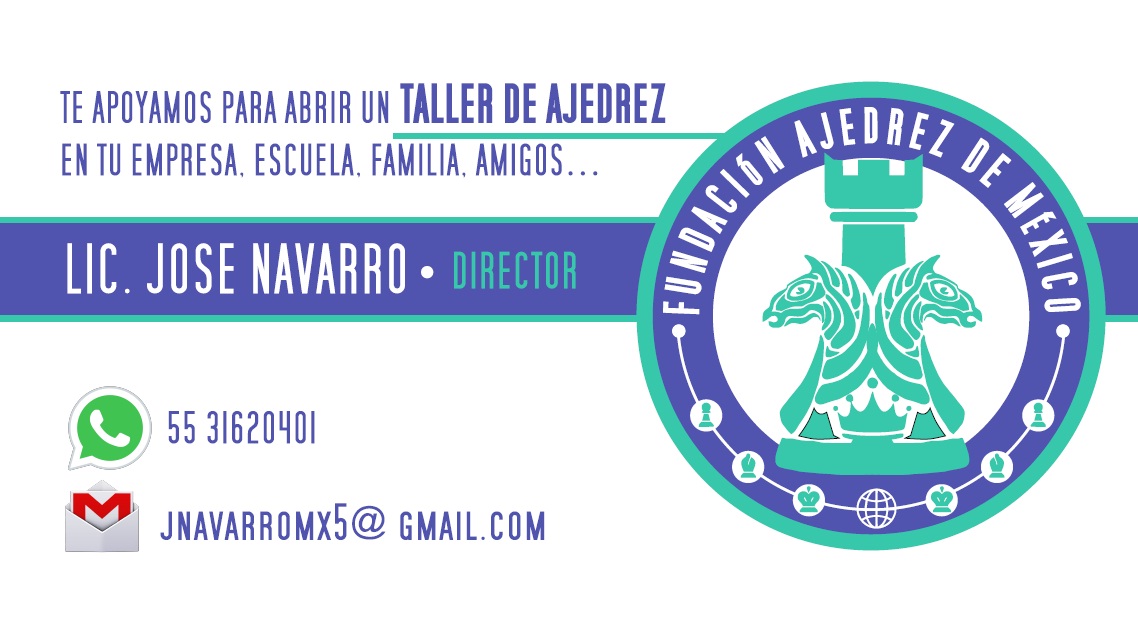 TE APOYAMOS PARA ABRIR UN TALLER DE AJEDREZ
EN TU EMPRESA, ESCUELA, FAMILIA, AMIGOS...
FUNDACIÓN AJEDREZ DE MÉXICO
LIC. JOSE NAVARRO • DIRECTOR
55 31620401
JNAVARROMX5@ GMAIL.COM